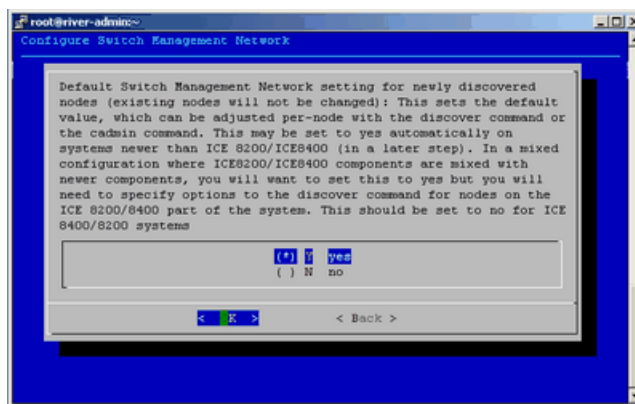 root@river-admin:~
Configure Switch Management Network
Default Switch Management Network setting for newly discovered
nodes (existing nodes will not be changed): This sets the default
value, which can be adjusted per-node with the discover command or
the cadmin command. This may be set to yes automatically on
systems newer than ICE 8200/ICE8400 (in a later step). In a mixed
configuration where ICE8200/ICE8400 components are mixed with
newer components, you will want to set this to yes but you will
need to specify options to the discover command for nodes on the
ICE 8200/8400 part of the system. This should be set to no for ICE
8400/8200 systems
(*) Y yes
( ) N no
< OK > < Back >